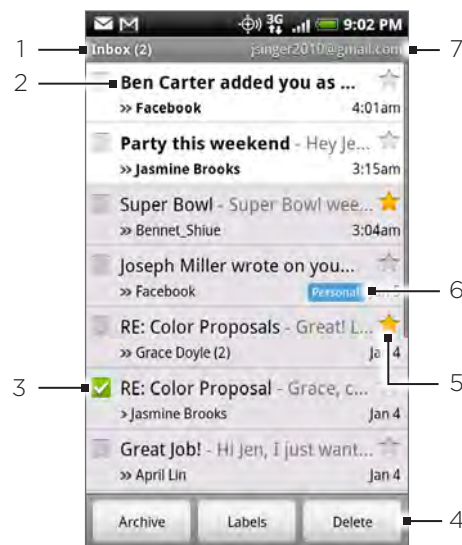 3G 9:02 PM
1 Inbox (2) jsinger2010@gmail.com 7
2 Ben Carter added you as ...
» Facebook 4:01am
Party this weekend - Hey Je...
» Jasmine Brooks 3:15am
Super Bowl - Super Bowl wee...
» Bennet_Shiue 3:04am
Joseph Miller wrote on you...
» Facebook Personal 6
RE: Color Proposals - Great! L... 5
» Grace Doyle (2) 4
3 RE: Color Proposal - Grace, c...
> Jasmine Brooks Jan 4
Great Job! - Hi Jen, I just want...
» April Lin Jan 4
Archive Labels Delete 4